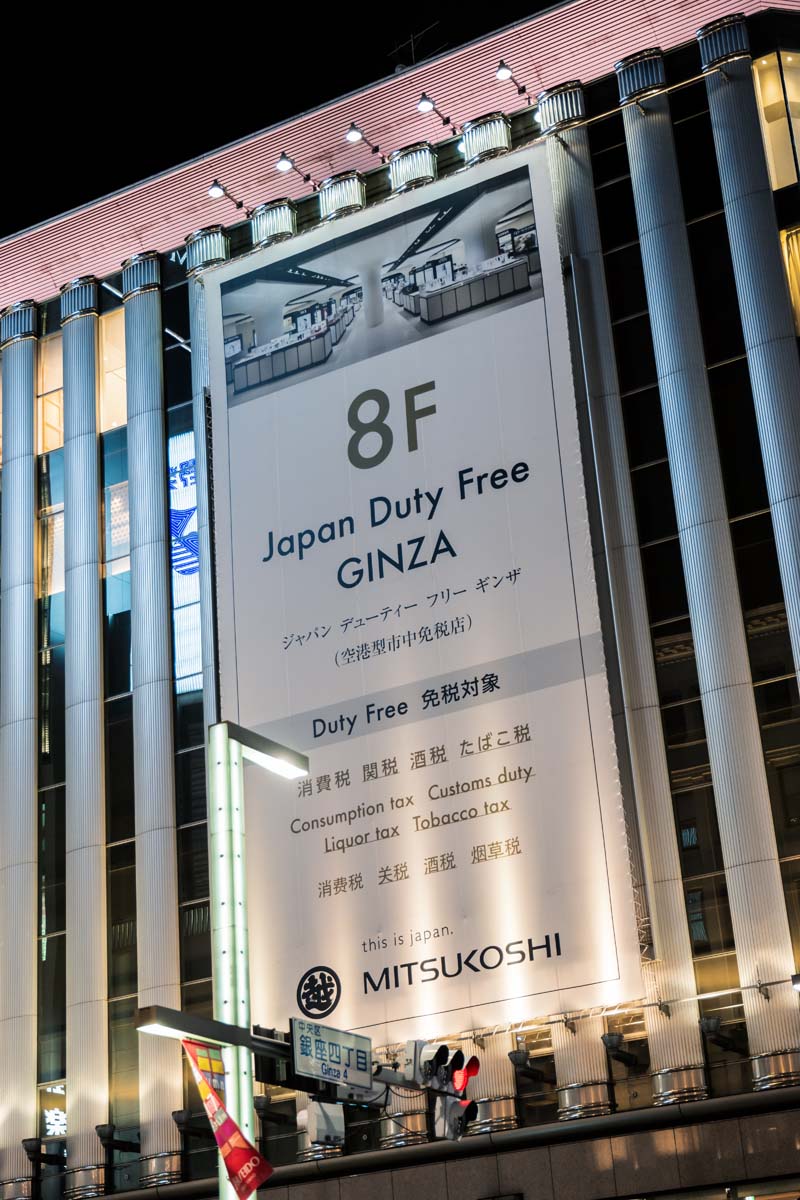 8F
Japan Duty Free
GINZA
ジャパン デューティー フリー ギンザ
(空港型市中免税店)
Duty Free 免税対象
消費税 関税 酒税 たばこ税
Consumption tax Customs duty
Liquor tax Tobacco tax
消费税 关税 酒税 烟草税
this is japan.
越 MITSUKOSHI
中央区
銀座四丁目
Ginza 4
楽